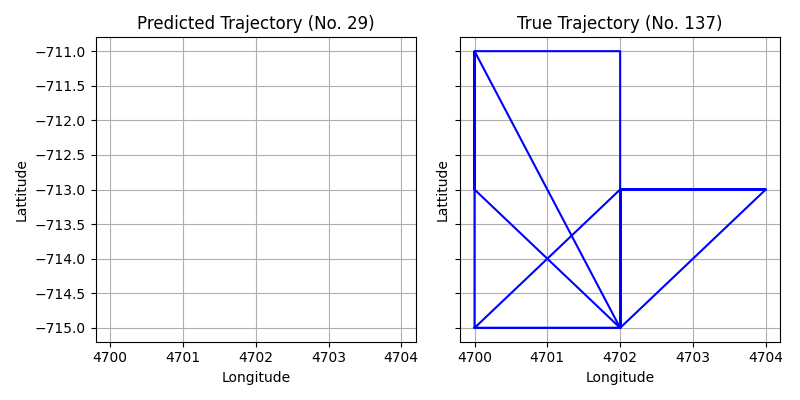 Predicted Trajectory (No. 29)
−711.0
−711.5
−712.0
−712.5
−713.0
−713.5
−714.0
−714.5
−715.0
Lattitude
4700 4701 4702 4703 4704
Longitude
True Trajectory (No. 137)
Lattitude
4700 4701 4702 4703 4704
Longitude